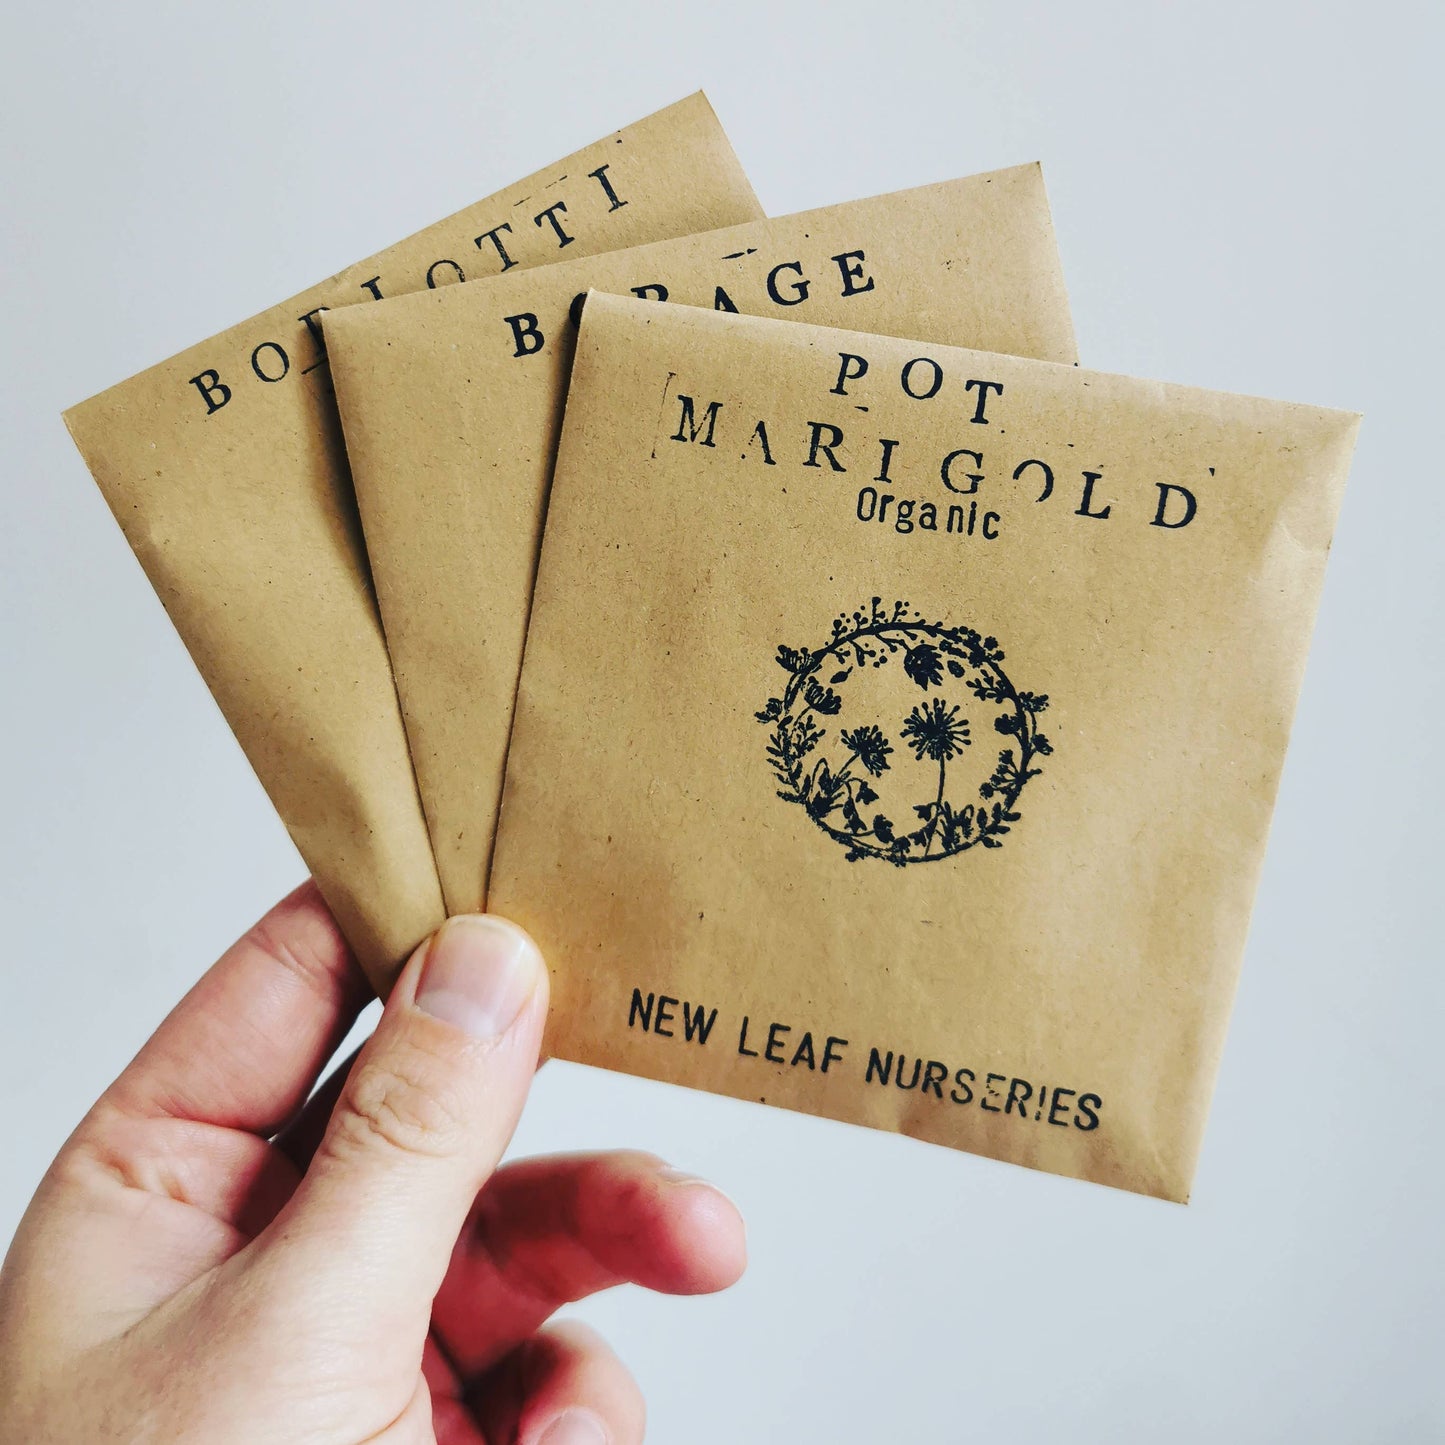 BORLOTTI
BORAGE
POT
MARIGOLD
Organic
NEW LEAF NURSERIES